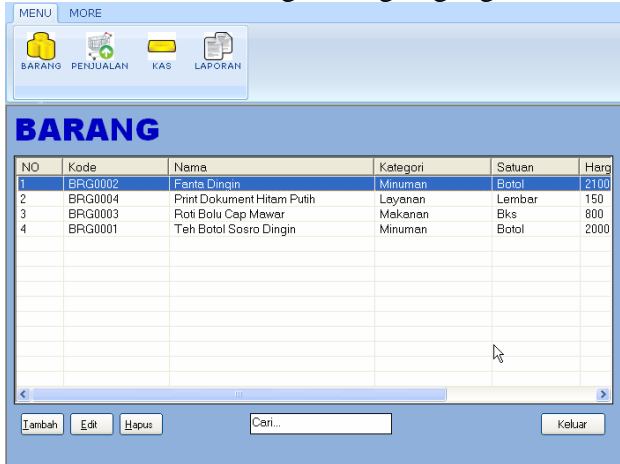 MENU MORE
BARANG PENJUALAN KAS LAPORAN
BARANG
NO Kode Nama Kategori Satuan Harg
1 BRG0002 Fanta Dingin Minuman Botol 2100
2 BRG0004 Print Dokument Hitam Putih Layanan Lembar 150
3 BRG0003 Roti Bolu Cap Mawar Makanan Bks 800
4 BRG0001 Teh Botol Sosro Dingin Minuman Botol 2000
Tambah Edit Hapus Cari... Keluar